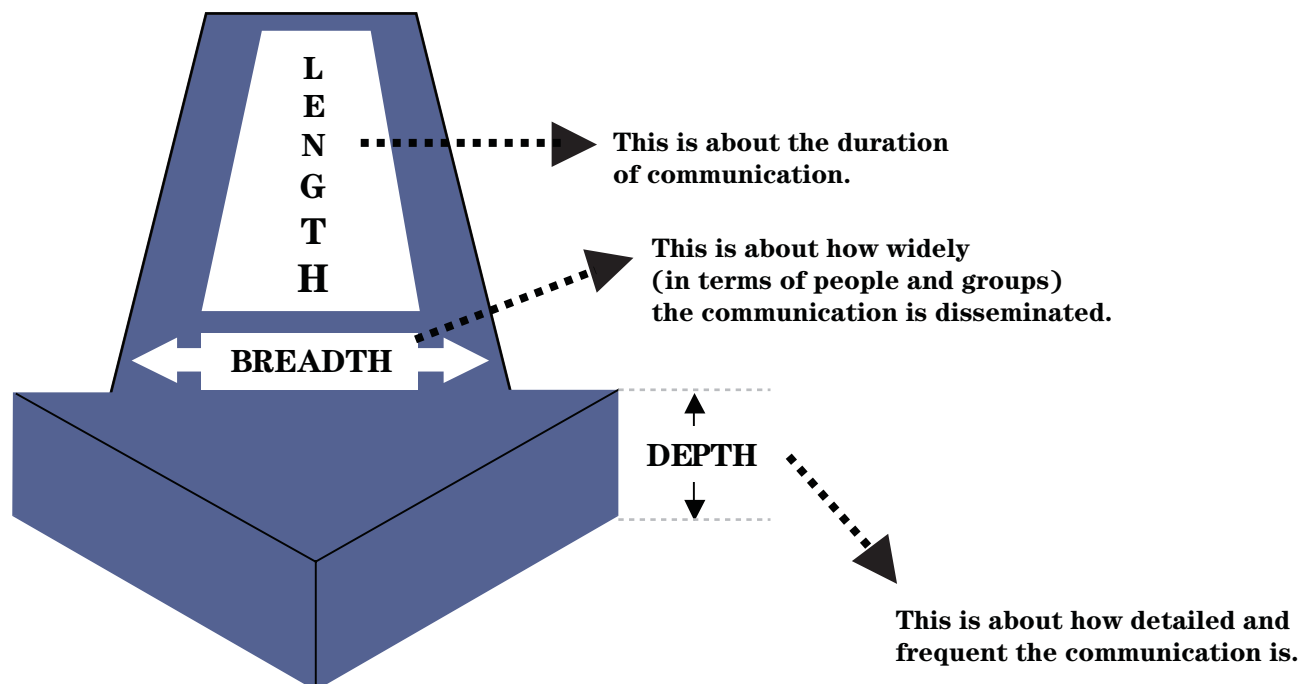 LENGTH
This is about the duration
of communication.
This is about how widely
(in terms of people and groups)
the communication is disseminated.
BREADTH
DEPTH
This is about how detailed and
frequent the communication is.